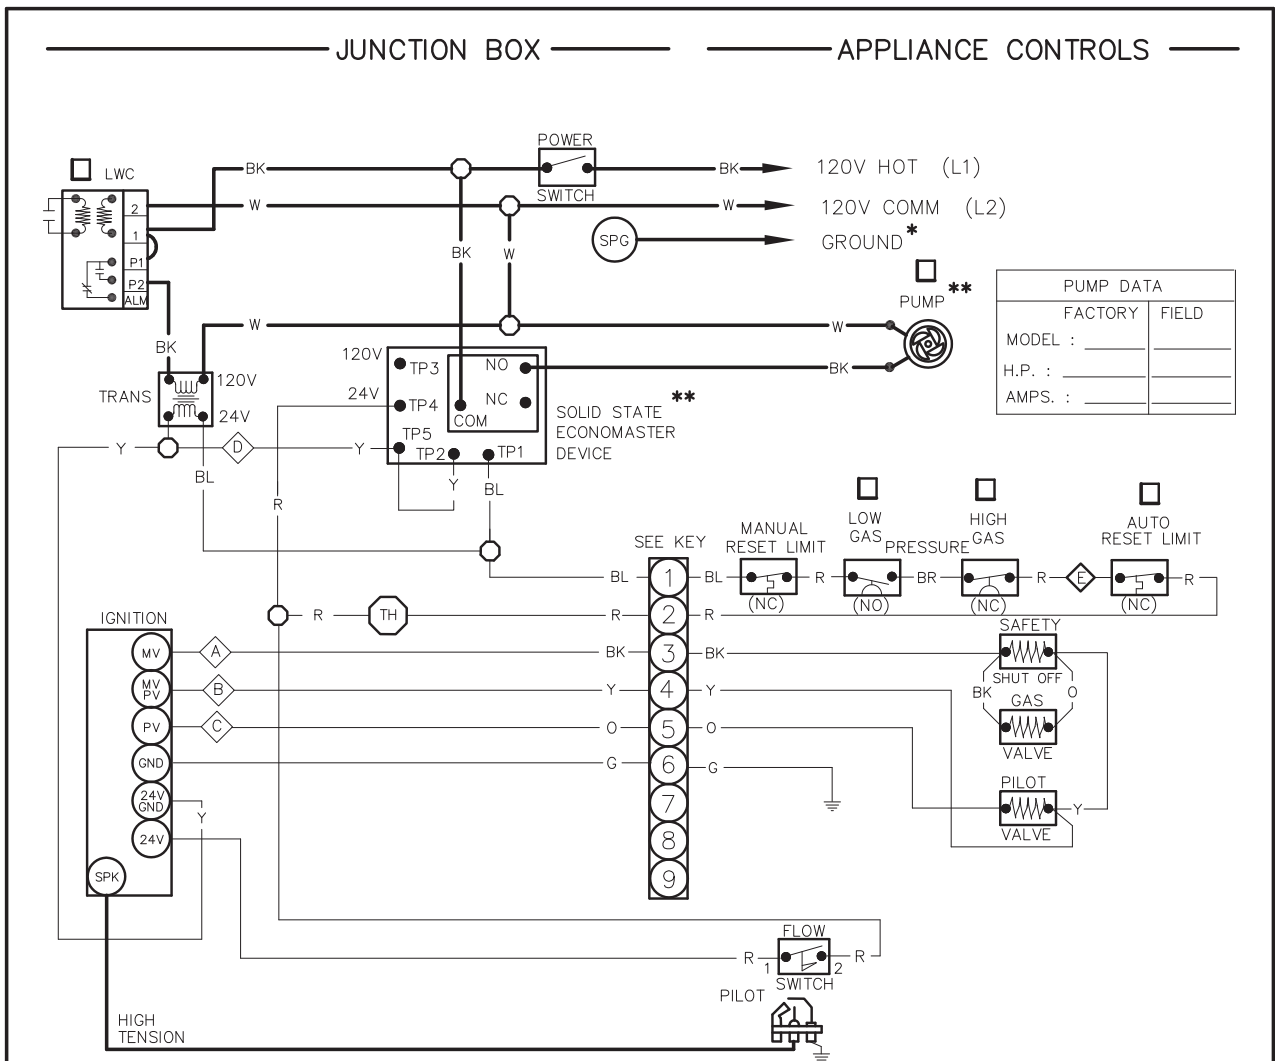 JUNCTION BOX
APPLIANCE CONTROLS
LWC
2
1
P1
P2
ALM
BK
W
BK
POWER
SWITCH
BK
W
120V HOT (L1)
120V COMM (L2)
SPG
GROUND*
BK
W
W
W
BK
PUMP **
PUMP DATA
FACTORY FIELD
MODEL :
H.P. :
AMPS. :
TRANS
120V
24V
120V
24V
TP3
TP4
TP5
TP2
TP1
NO
NC
COM
SOLID STATE **
ECONOMASTER
DEVICE
Y
D
Y
BL
R
Y
BL
SEE KEY
MANUAL
RESET LIMIT
(NC)
LOW
GAS
PRESSURE
(NO)
HIGH
GAS
(NC)
AUTO
RESET LIMIT
(NC)
BL 1 BL R BR R E R
R TH R 2 R
IGNITION
MV A BK 3 BK
MV
PV B Y 4 Y
PV C O 5 O
GND G 6 G
24V
GND Y 7
24V 8
SPK 9
SAFETY
SHUT OFF
BK O
GAS
VALVE
PILOT
VALVE
Y
FLOW
R 1 2 R
SWITCH
PILOT
HIGH
TENSION